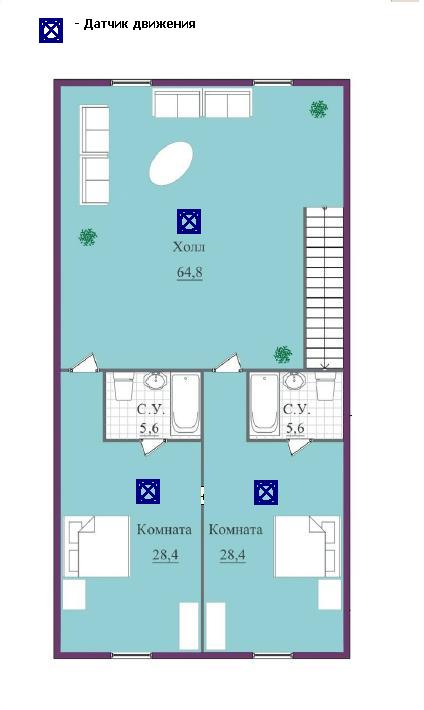 - Датчик движения
Холл
64,8
С.У.
5,6
С.У.
5,6
Комната
28,4
Комната
28,4